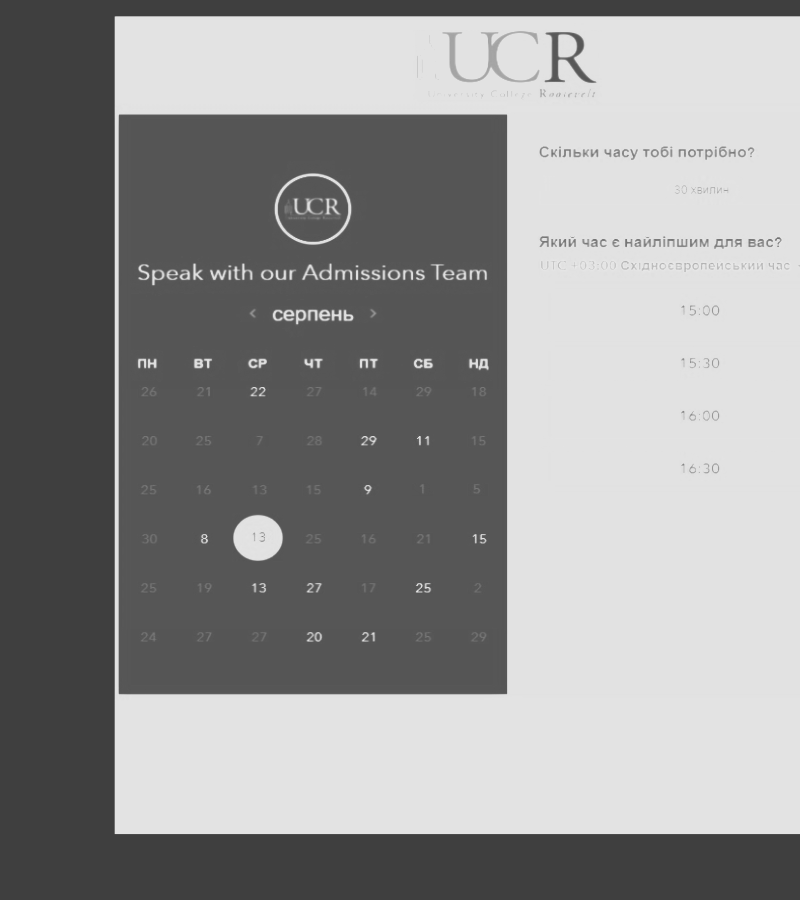 UCR
University College Roosevelt
UCR
Speak with our Admissions Team
‹ серпень ›
ПН ВТ СР ЧТ ПТ СБ НД
26 21 22 27 14 29 18
20 25 7 28 29 11 15
25 16 13 15 9 1 5
30 8 13 25 16 21 15
25 19 13 27 17 25 2
24 27 27 20 21 25 29
Скільки часу тобі потрібно?
30 хвилин
Який час є найліпшим для вас?
UTC +03:00 Східноєвропейський час
15:00
15:30
16:00
16:30